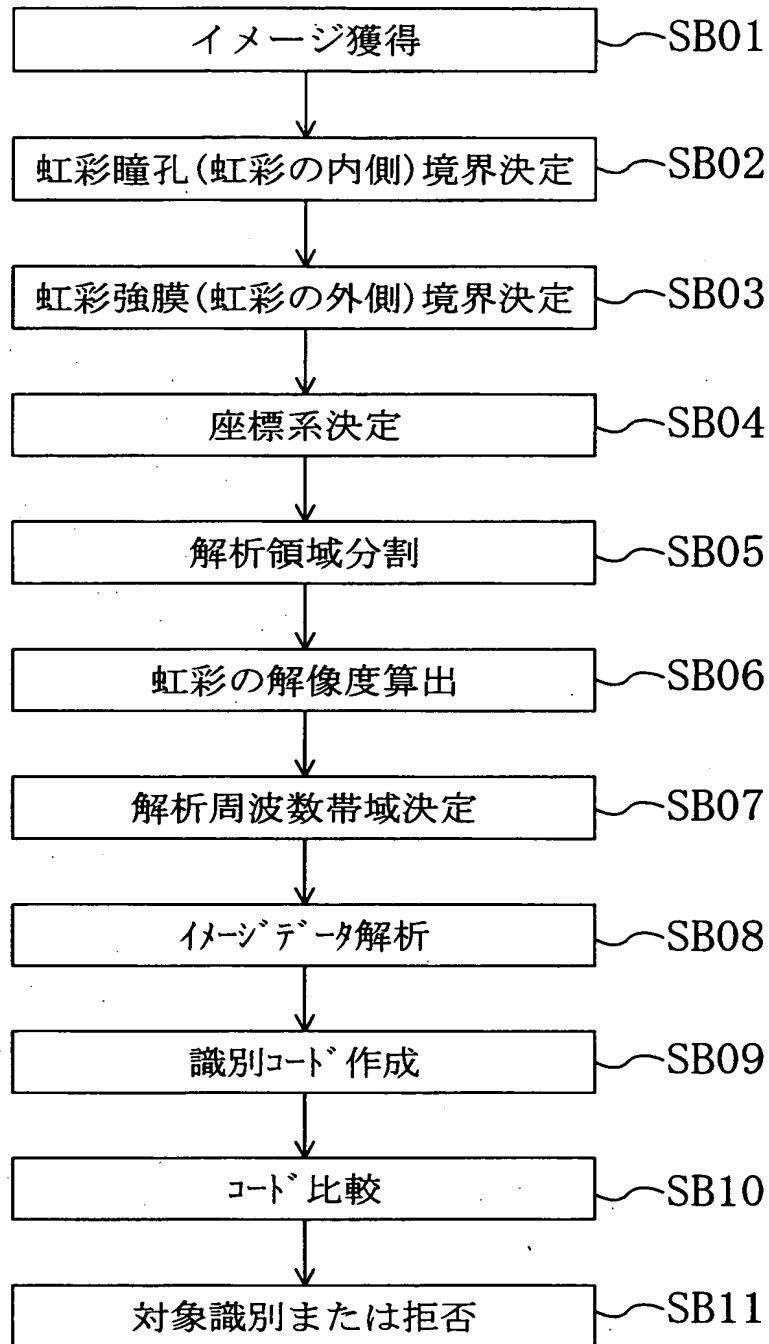 イメージ獲得 SB01
虹彩瞳孔(虹彩の内側)境界決定 SB02
虹彩強膜(虹彩の外側)境界決定 SB03
座標系決定 SB04
解析領域分割 SB05
虹彩の解像度算出 SB06
解析周波数帯域決定 SB07
ｲﾒｰｼﾞﾃﾞｰﾀ解析 SB08
識別ｺｰﾄﾞ作成 SB09
ｺｰﾄﾞ比較 SB10
対象識別または拒否 SB11